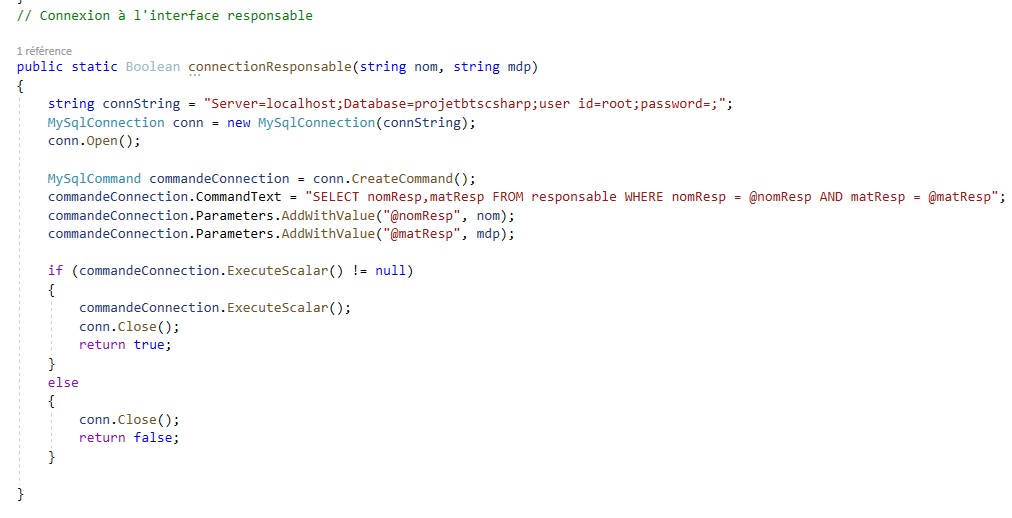 }
// Connexion à l'interface responsable
1 référence
public static Boolean connectionResponsable(string nom, string mdp)
{
string connString = "Server=localhost;Database=projetbtscsharp;user id=root;password=;";
MySqlConnection conn = new MySqlConnection(connString);
conn.Open();
MySqlCommand commandeConnection = conn.CreateCommand();
commandeConnection.CommandText = "SELECT nomResp,matResp FROM responsable WHERE nomResp = @nomResp AND matResp = @matResp";
commandeConnection.Parameters.AddWithValue("@nomResp", nom);
commandeConnection.Parameters.AddWithValue("@matResp", mdp);
if (commandeConnection.ExecuteScalar() != null)
{
commandeConnection.ExecuteScalar();
conn.Close();
return true;
}
else
{
conn.Close();
return false;
}
}